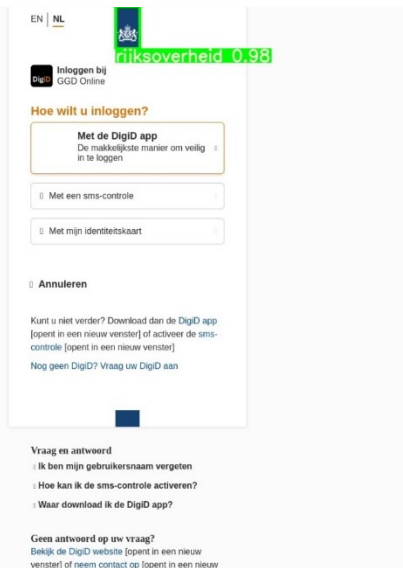 EN | NL
rijksoverheid 0.98
DigiD
Inloggen bij
GGD Online
Hoe wilt u inloggen?
Met de DigiD app
De makkelijkste manier om veilig
in te loggen
Met een sms-controle
Met mijn identiteitskaart
Annuleren
Kunt u niet verder? Download dan de DigiD app
[opent in een nieuw venster] of activeer de sms-
controle [opent in een nieuw venster]
Nog geen DigiD? Vraag uw DigiD aan
Vraag en antwoord
Ik ben mijn gebruikersnaam vergeten
Hoe kan ik de sms-controle activeren?
Waar download ik de DigiD app?
Geen antwoord op uw vraag?
Bekijk de DigiD website [opent in een nieuw
venster] of neem contact op [opent in een nieuw